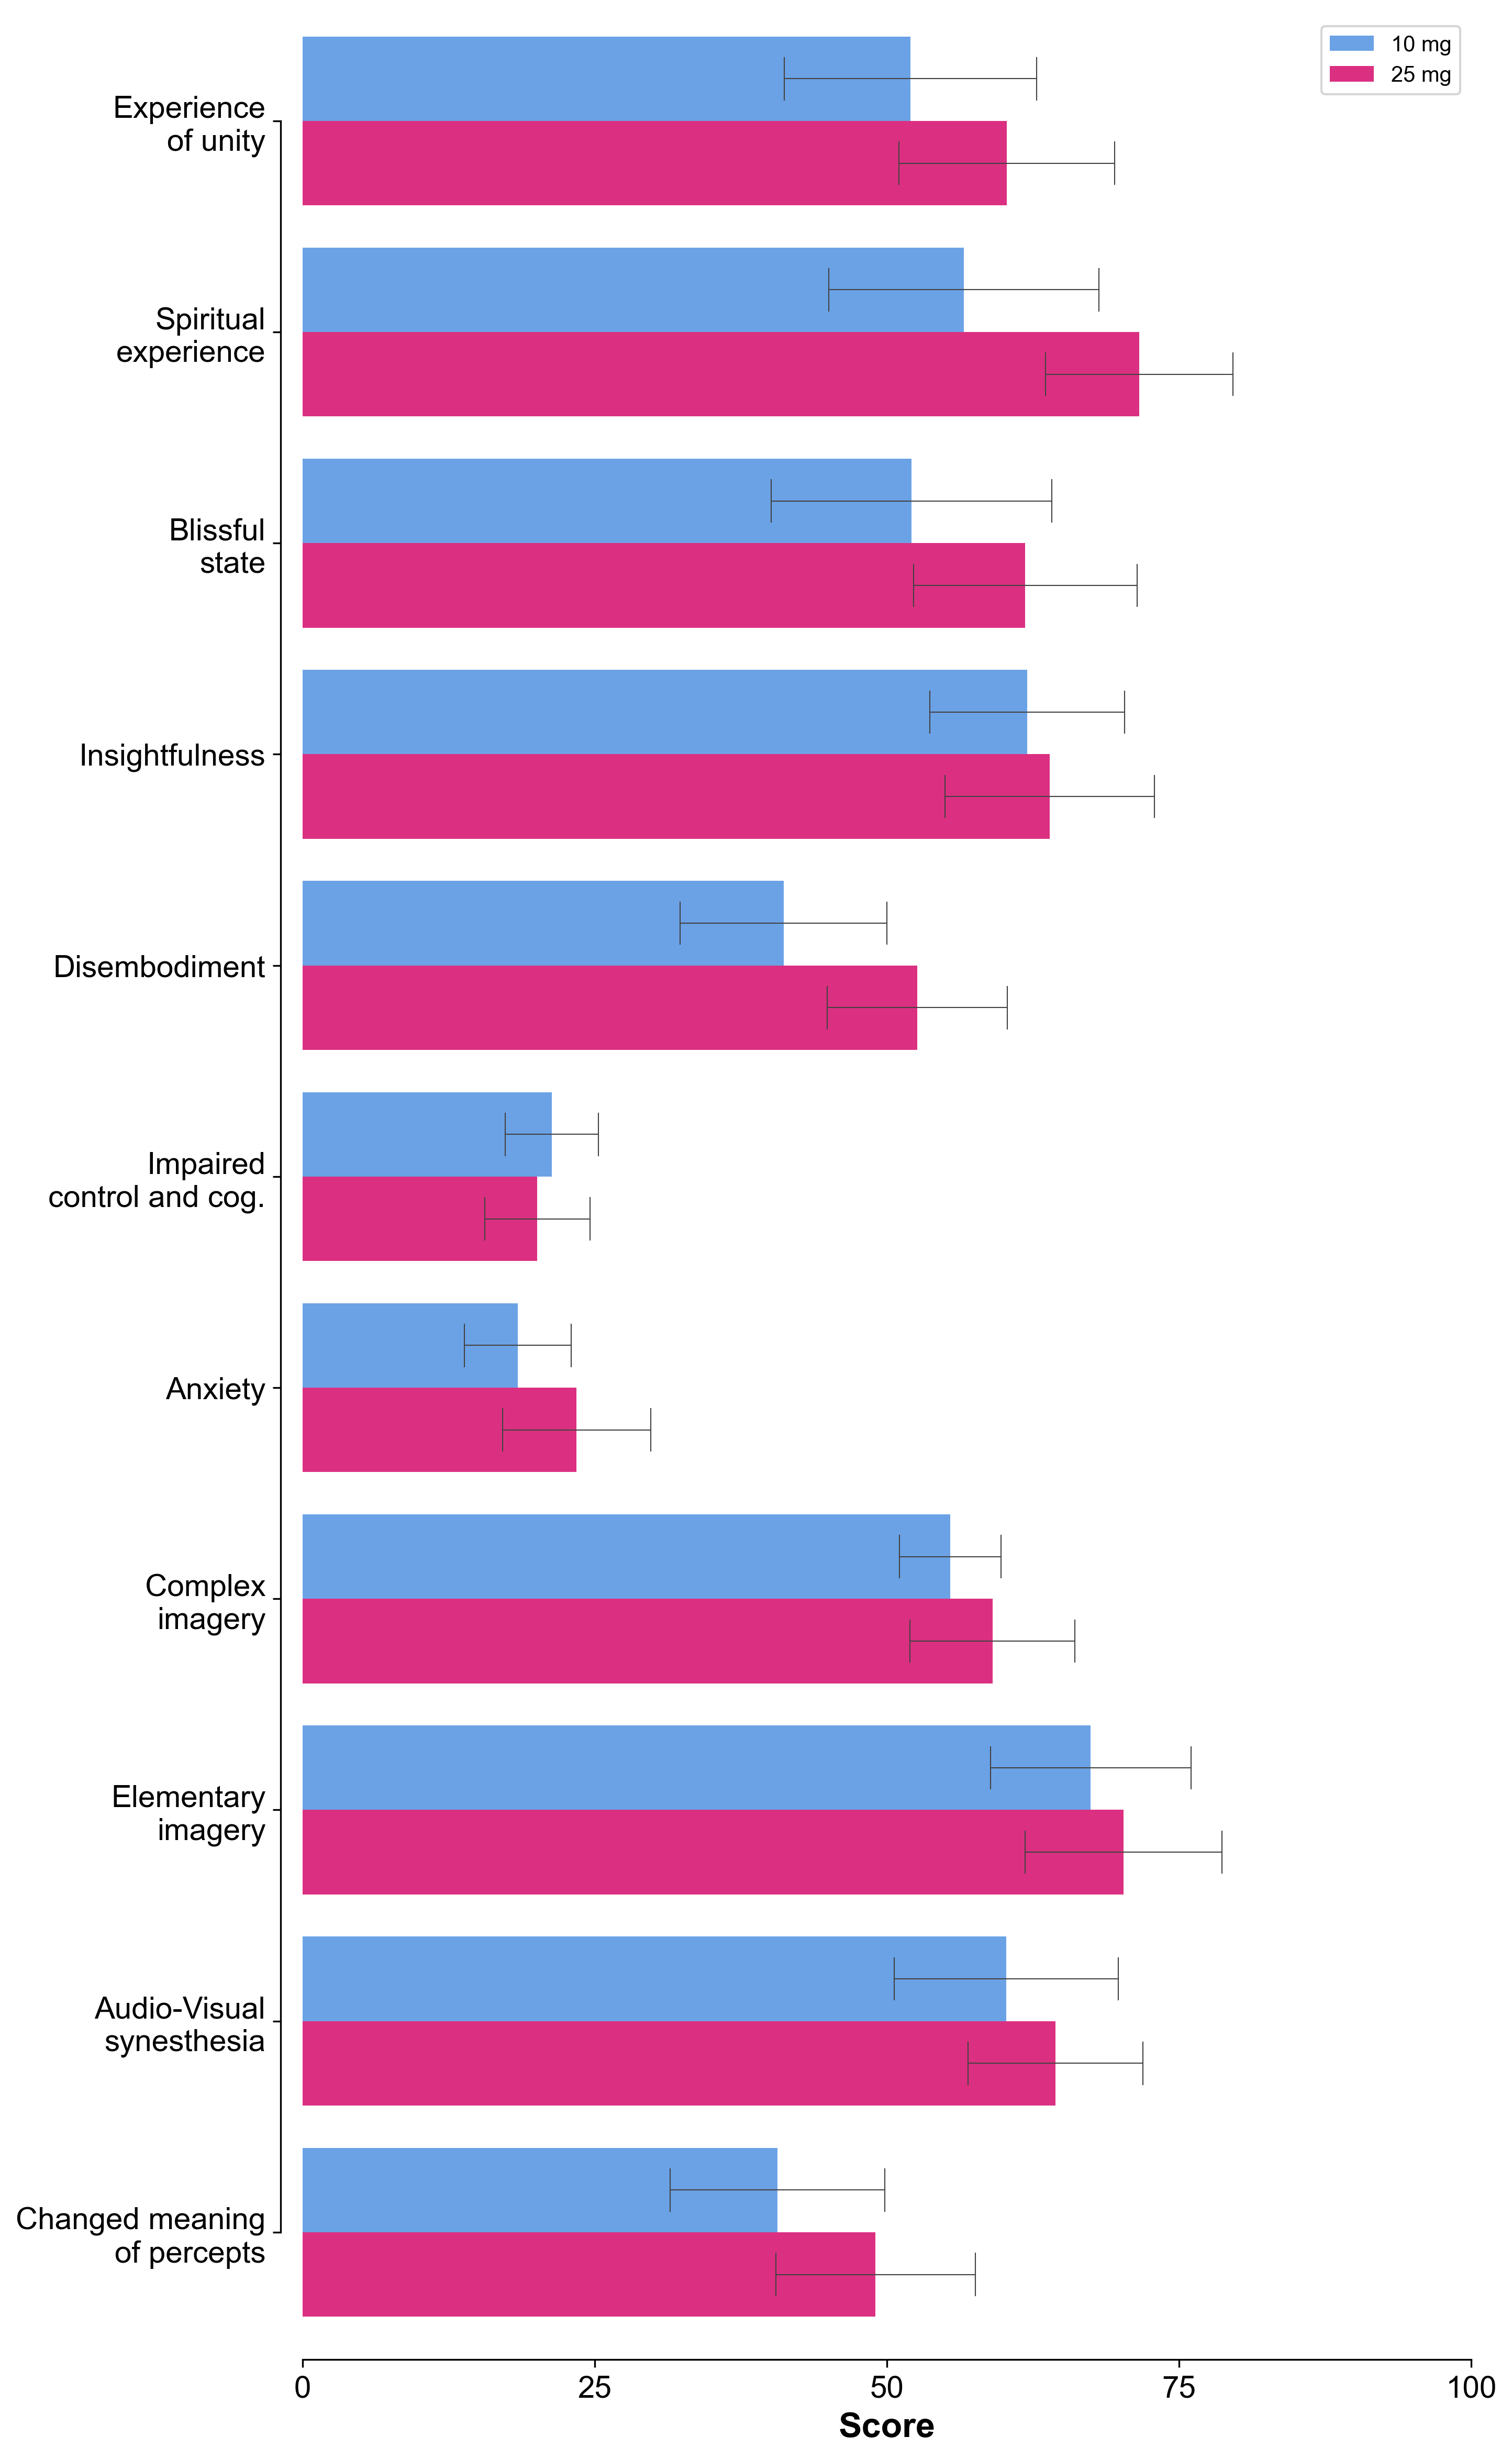 10 mg
25 mg
Experience
of unity
Spiritual
experience
Blissful
state
Insightfulness
Disembodiment
Impaired
control and cog.
Anxiety
Complex
imagery
Elementary
imagery
Audio-Visual
synesthesia
Changed meaning
of percepts
0 25 50 75 100
Score